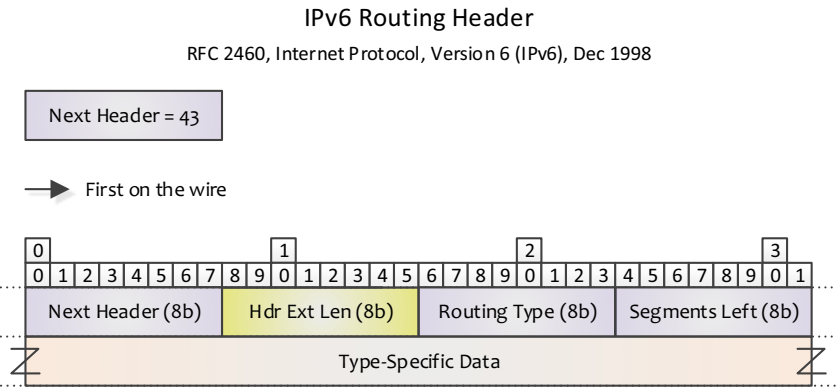 IPv6 Routing Header
RFC 2460, Internet Protocol, Version 6 (IPv6), Dec 1998
Next Header = 43
First on the wire
0 1 2 3
0 1 2 3 4 5 6 7 8 9 0 1 2 3 4 5 6 7 8 9 0 1 2 3 4 5 6 7 8 9 0 1
Next Header (8b) Hdr Ext Len (8b) Routing Type (8b) Segments Left (8b)
Type-Specific Data